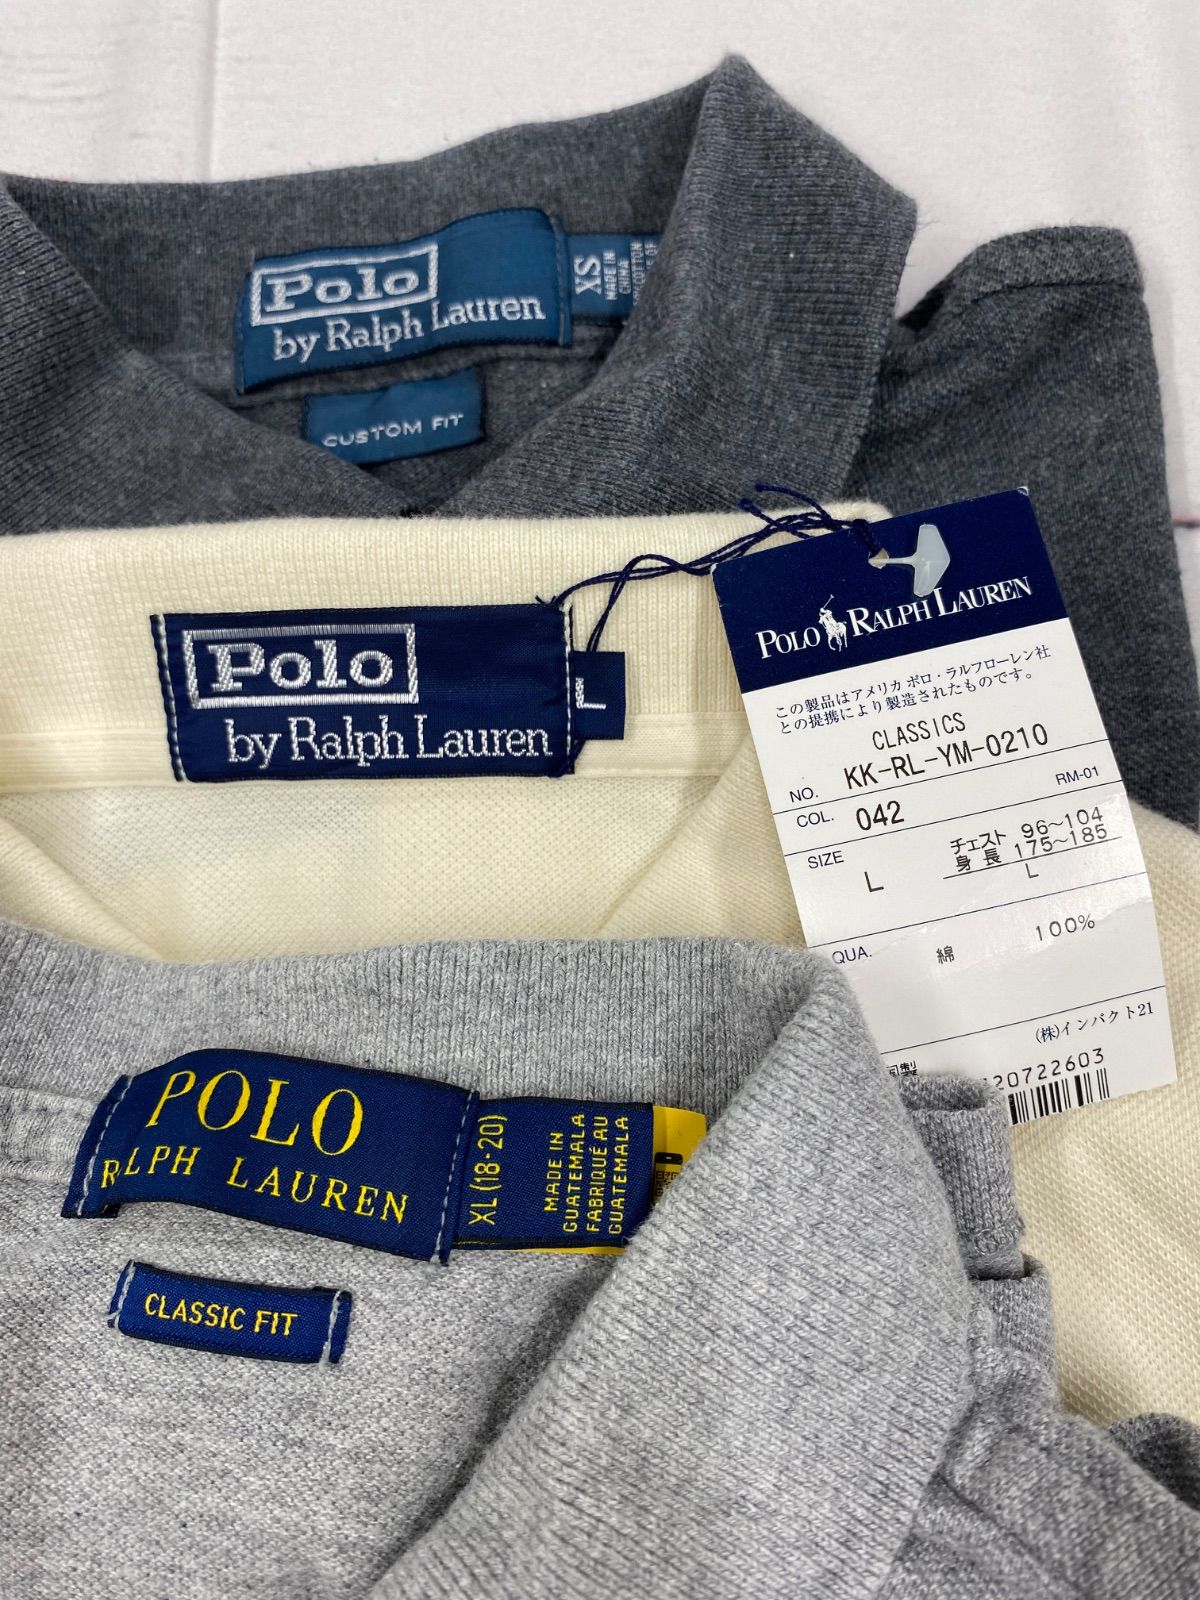 Polo
by Ralph Lauren
XS
MADE IN
CHINA
COTTON
CUSTOM FIT
Polo
by Ralph Lauren
L
POLO RALPH LAUREN
この製品はアメリカ ポロ・ラルフローレン社
との提携により製造されたものです。
CLASSICS
NO. KK-RL-YM-0210
COL. 042 RM-01
SIZE L チェスト 96~104
身長 175~185
L
QUA. 綿 100%
(株)インパクト21
20722603
POLO
RALPH LAUREN
XL (18-20)
MADE IN
GUATEMALA
FABRIQUÉ AU
GUATEMALA
CLASSIC FIT